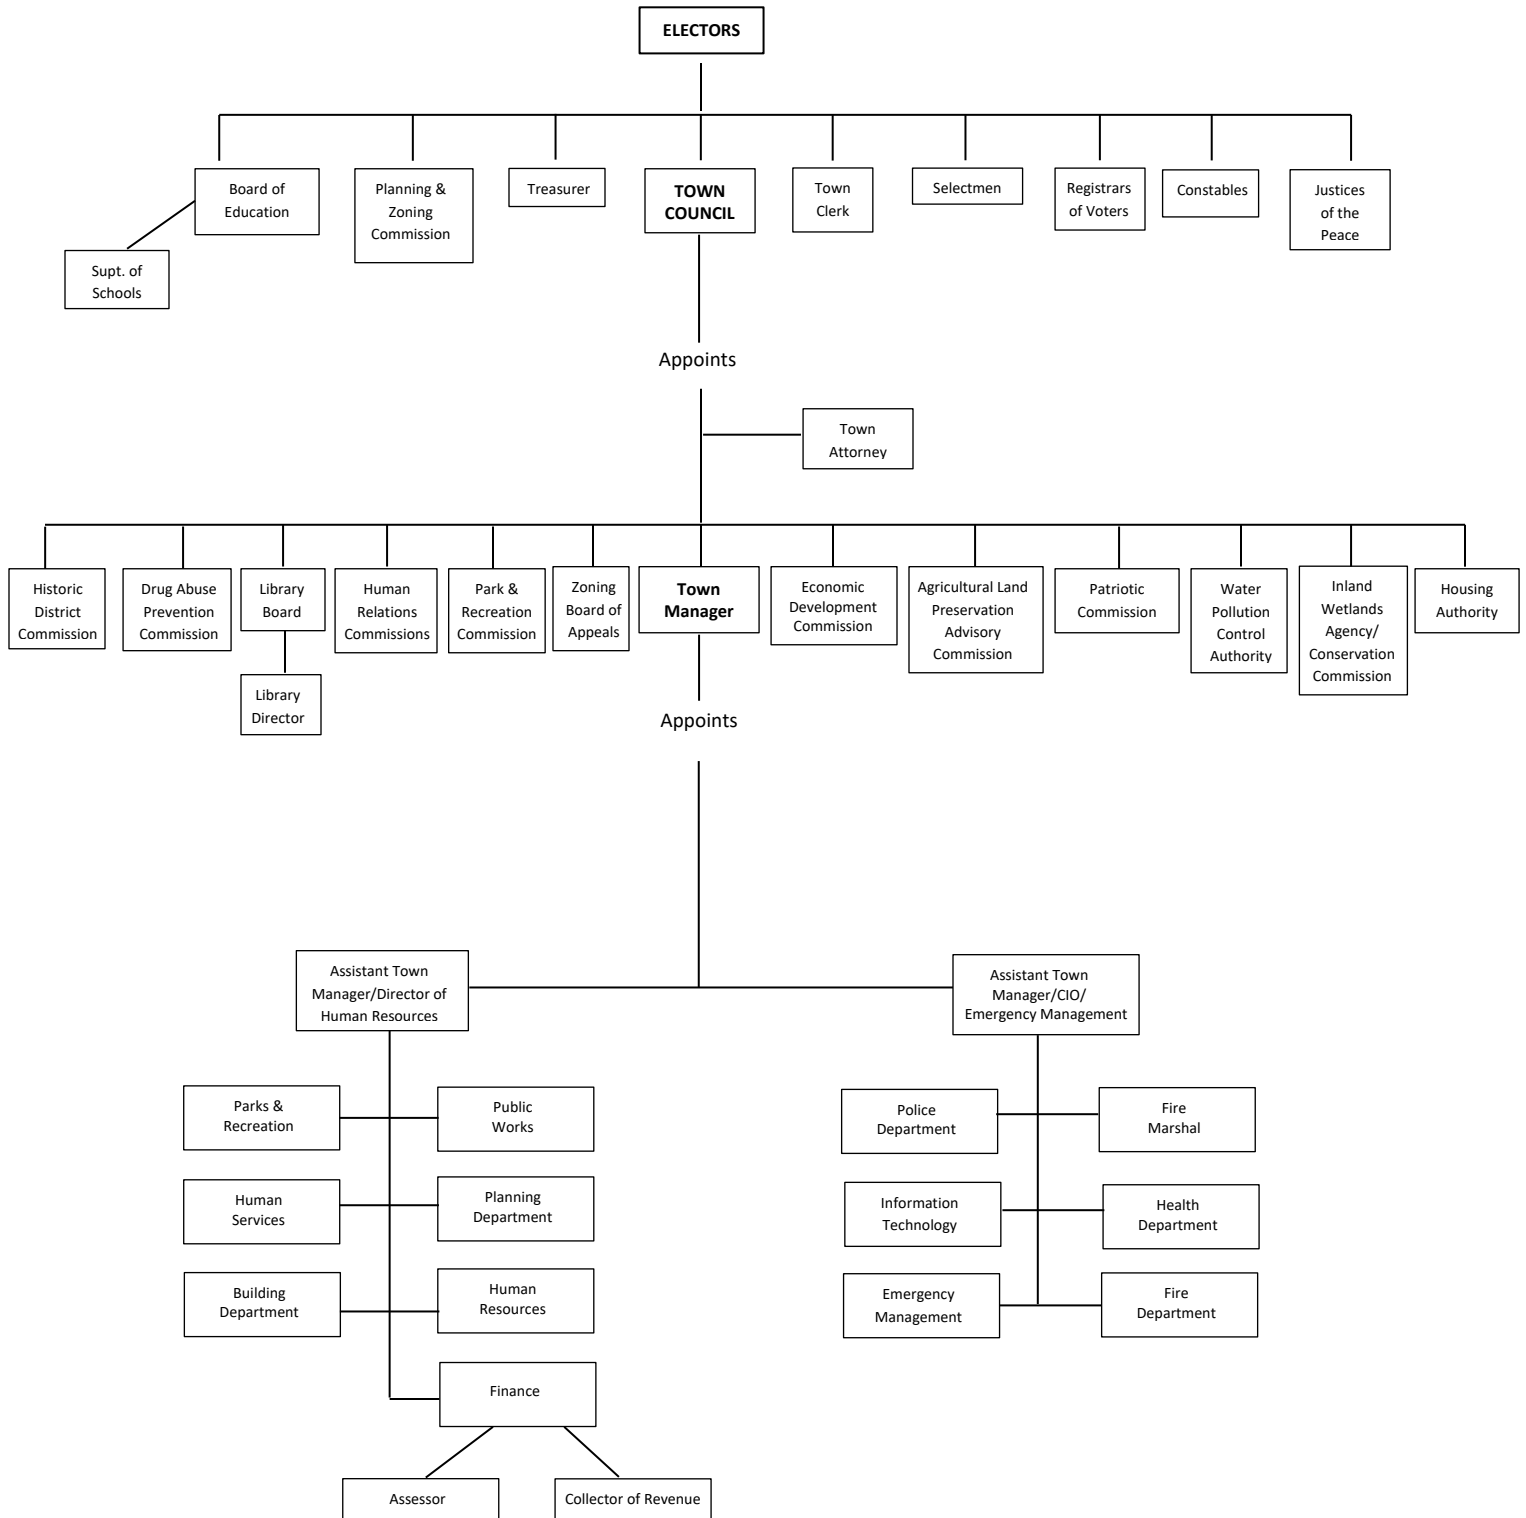 ELECTORS
Board of
Education
Planning &
Zoning
Commission
Treasurer
TOWN
COUNCIL
Town
Clerk
Selectmen
Registrars
of Voters
Constables
Justices
of the
Peace
Supt. of
Schools
Appoints
Town
Attorney
Historic
District
Commission
Drug Abuse
Prevention
Commission
Library
Board
Human
Relations
Commissions
Park &
Recreation
Commission
Zoning
Board of
Appeals
Town
Manager
Economic
Development
Commission
Agricultural Land
Preservation
Advisory
Commission
Patriotic
Commission
Water
Pollution
Control
Authority
Inland
Wetlands
Agency/
Conservation
Commission
Housing
Authority
Library
Director
Appoints
Assistant Town
Manager/Director of
Human Resources
Assistant Town
Manager/CIO/
Emergency Management
Parks &
Recreation
Public
Works
Police
Department
Fire
Marshal
Human
Services
Planning
Department
Information
Technology
Health
Department
Building
Department
Human
Resources
Emergency
Management
Fire
Department
Finance
Assessor
Collector of Revenue